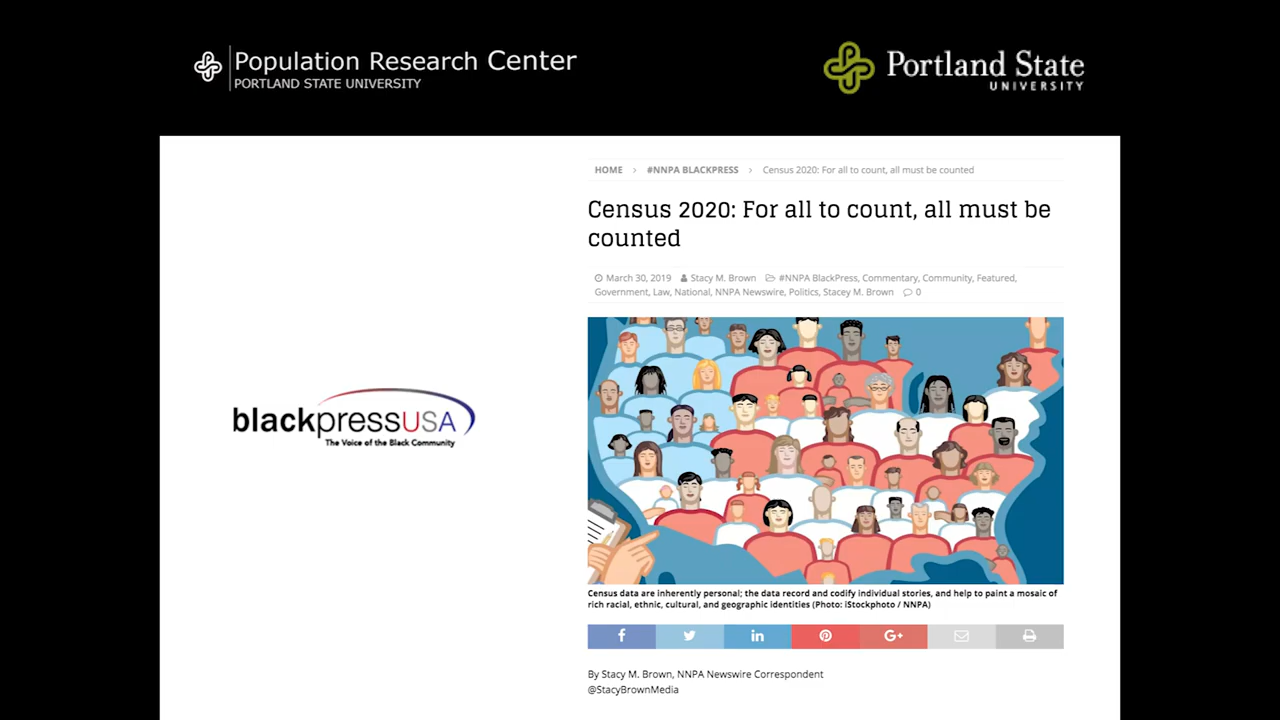 Population Research Center
PORTLAND STATE UNIVERSITY
Portland State
UNIVERSITY
HOME > #NNPA BLACKPRESS > Census 2020: For all to count, all must be counted
Census 2020: For all to count, all must be
counted
March 30, 2019 Stacy M. Brown #NNPA BlackPress, Commentary, Community, Featured,
Government, Law, National, NNPA Newswire, Politics, Stacey M. Brown 0
blackpressUSA
The Voice of the Black Community
Census data are inherently personal; the data record and codify individual stories, and help to paint a mosaic of
rich racial, ethnic, cultural, and geographic identities (Photo: iStockphoto / NNPA)
f in G+
By Stacy M. Brown, NNPA Newswire Correspondent
@StacyBrownMedia